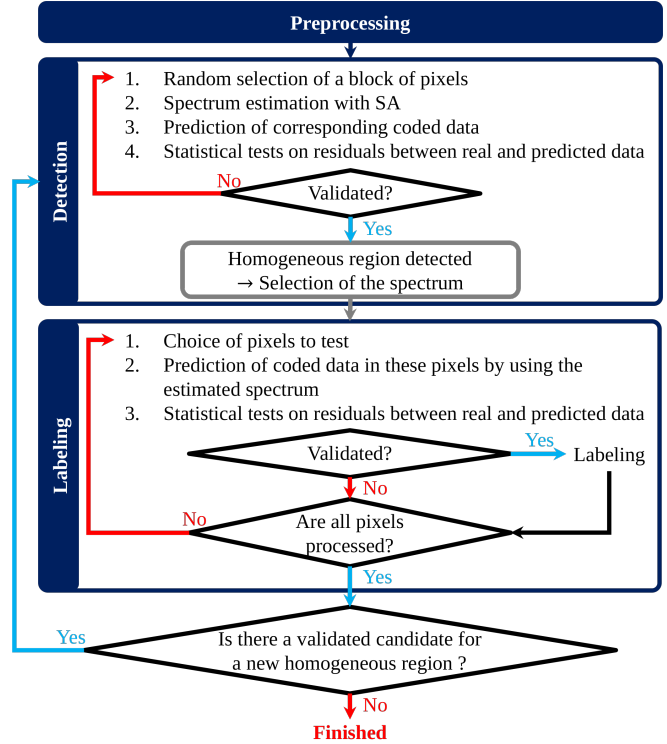 Preprocessing
Detection
1. Random selection of a block of pixels
2. Spectrum estimation with SA
3. Prediction of corresponding coded data
4. Statistical tests on residuals between real and predicted data
No
Validated?
Yes
Homogeneous region detected
→ Selection of the spectrum
Labeling
1. Choice of pixels to test
2. Prediction of coded data in these pixels by using the
estimated spectrum
3. Statistical tests on residuals between real and predicted data
Validated?
Yes
Labeling
No
No
Are all pixels
processed?
Yes
Yes
Is there a validated candidate for
a new homogeneous region ?
No
Finished